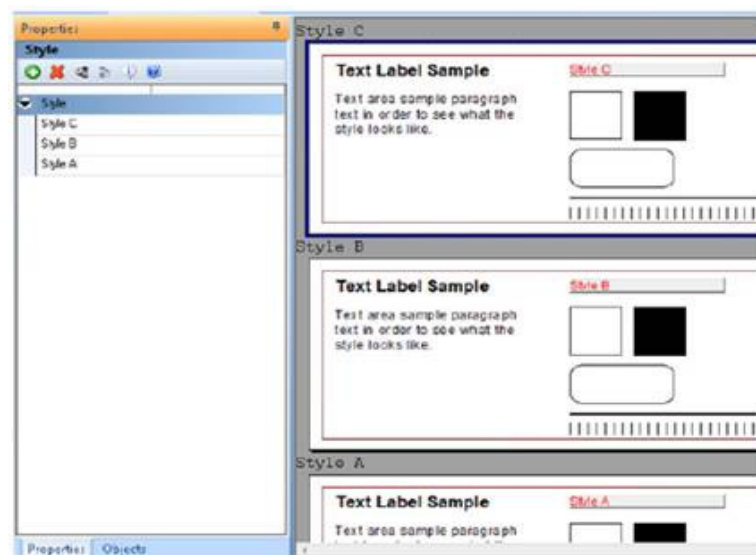 Properties
Style
Style
Style C
Style B
Style A
Properties Objects
Style C
Text Label Sample
Style C
Text area sample paragraph
text in order to see what the
style looks like.
Style B
Text Label Sample
Style B
Text area sample paragraph
text in order to see what the
style looks like.
Style A
Text Label Sample
Style A
Text area sample paragraph